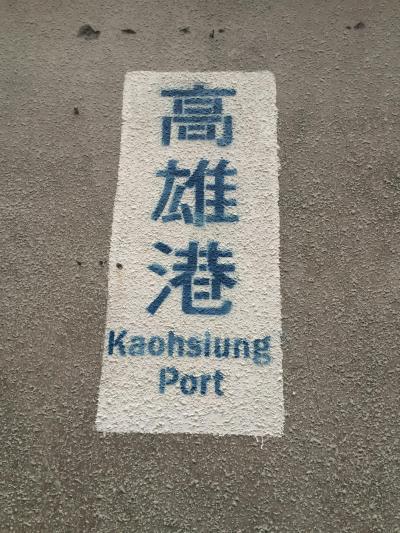 高雄港
Kaohsiung
Port